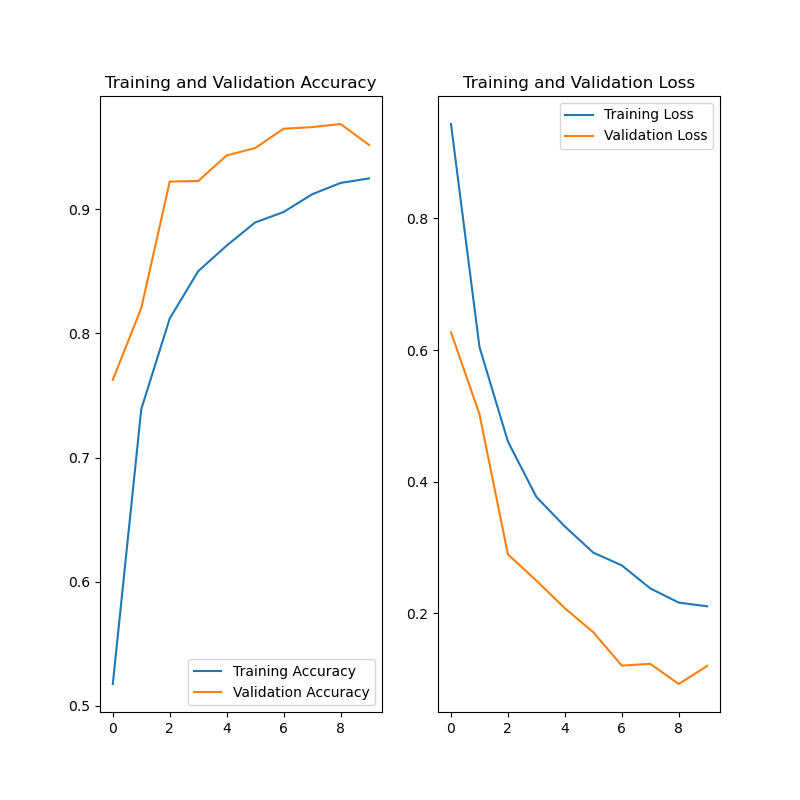 Training and Validation Accuracy
0.9
0.8
0.7
0.6
0.5
0 2 4 6 8
Training Accuracy
Validation Accuracy
Training and Validation Loss
Training Loss
Validation Loss
0.8
0.6
0.4
0.2
0 2 4 6 8